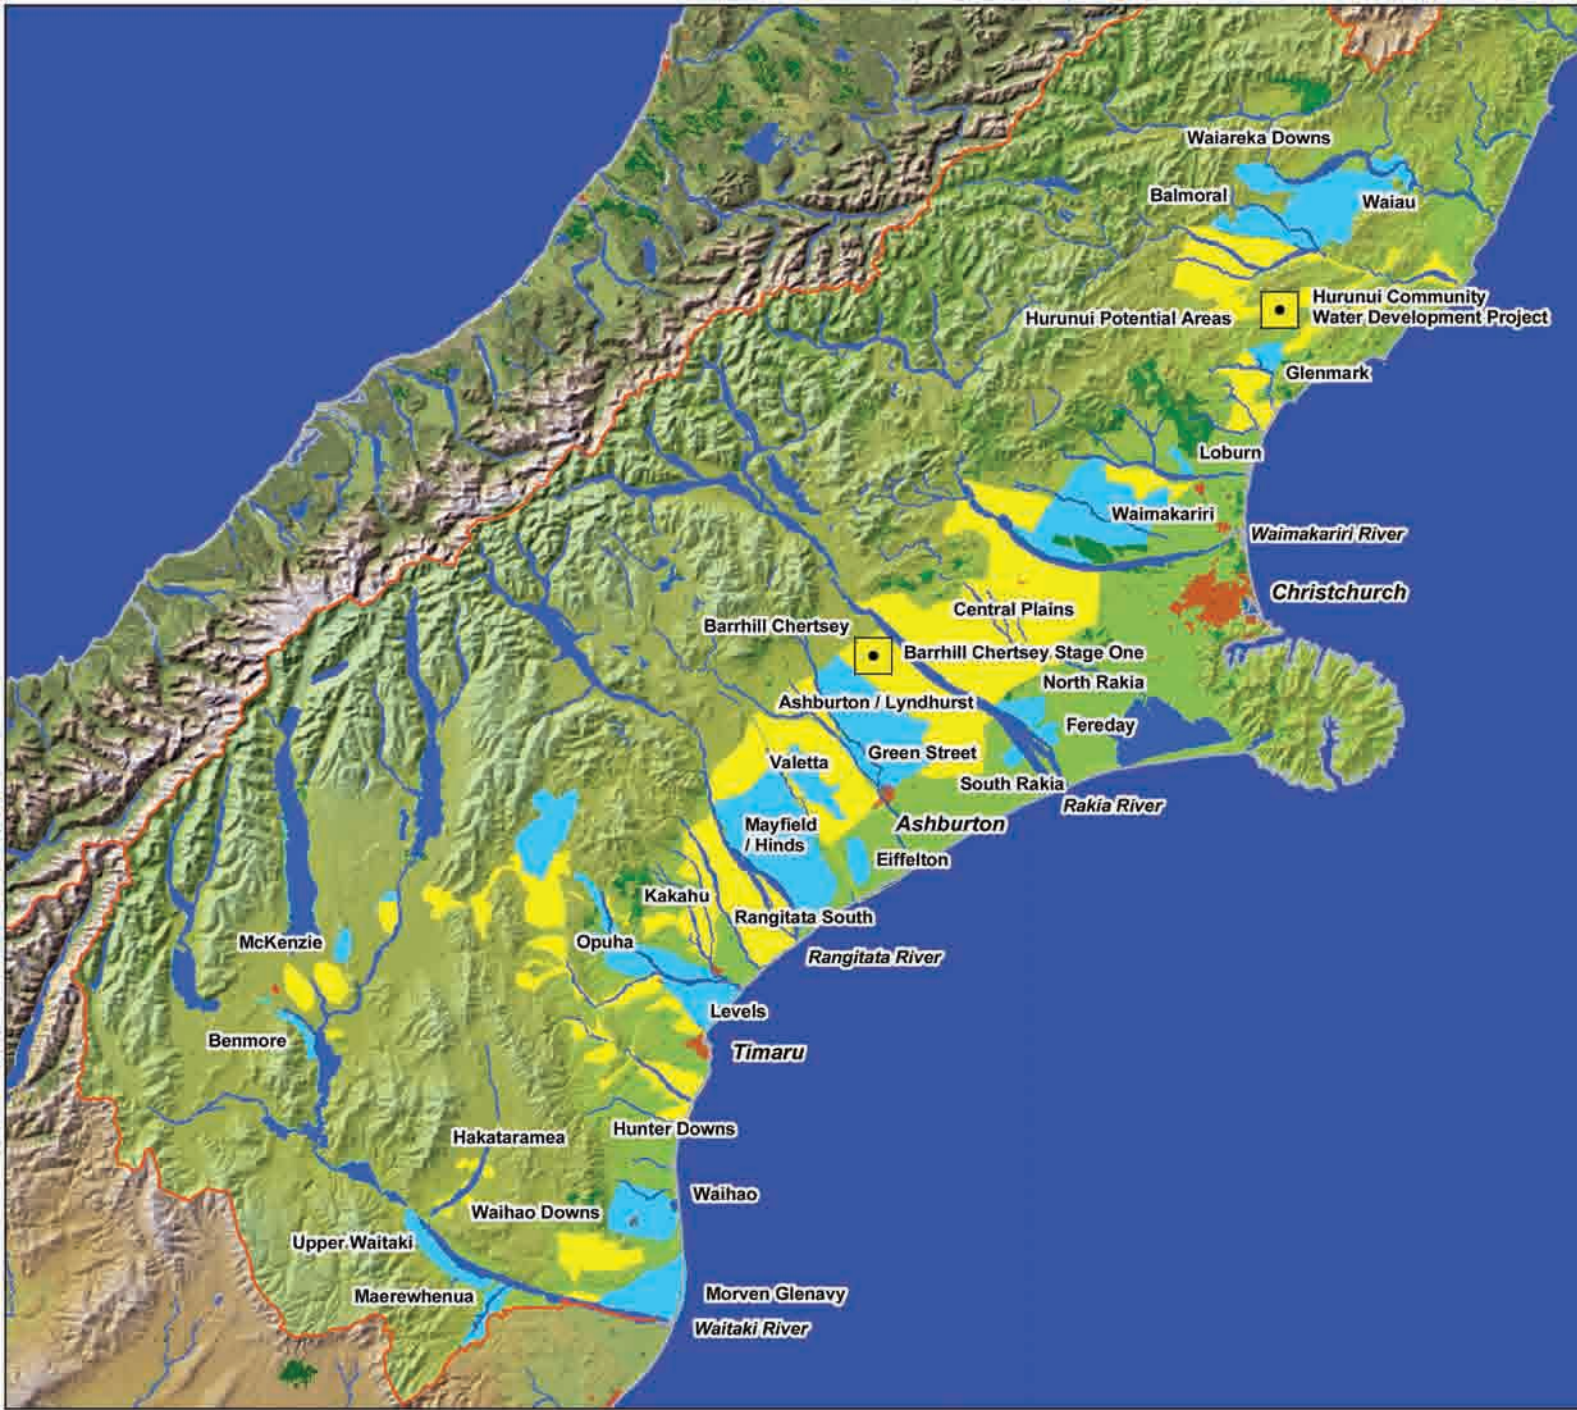 Waiareka Downs
Balmoral
Waiau
Hurunui Community
Water Development Project
Hurunui Potential Areas
Glenmark
Loburn
Waimakariri
Waimakariri River
Christchurch
Central Plains
Barrhill Chertsey
Barrhill Chertsey Stage One
North Rakia
Ashburton / Lyndhurst
Fereday
Green Street
Valetta
South Rakia
Rakia River
Mayfield
/ Hinds
Ashburton
Eiffelton
Kakahu
Rangitata South
McKenzie
Opuha
Rangitata River
Levels
Benmore
Timaru
Hunter Downs
Hakataramea
Waihao
Waihao Downs
Upper Waitaki
Maerewhenua
Morven Glenavy
Waitaki River